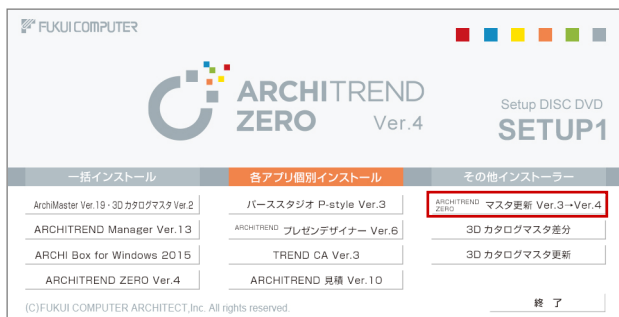 FUKUI COMPUTER
ARCHITREND
ZERO Ver.4
Setup DISC DVD
SETUP1
一括インストール
各アプリ個別インストール
その他インストーラー
ArchiMaster Ver.19・3Dカタログマスタ Ver.2
パーススタジオ P-style Ver.3
ARCHITREND ZERO マスタ更新 Ver.3→Ver.4
ARCHITREND Manager Ver.13
ARCHITREND プレゼンデザイナー Ver.6
3D カタログマスタ差分
ARCHI Box for Windows 2015
TREND CA Ver.3
3D カタログマスタ更新
ARCHITREND ZERO Ver.4
ARCHITREND 見積 Ver.10
(C)FUKUI COMPUTER ARCHITECT,Inc. All rights reserved.
終 了